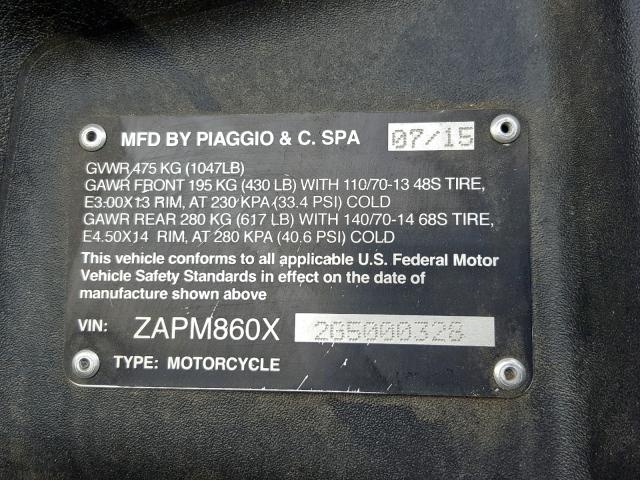 MFD BY PIAGGIO & C. SPA 07/15
GVWR 475 KG (1047LB)
GAWR FRONT 195 KG (430 LB) WITH 110/70-13 48S TIRE,
E3.00X13 RIM, AT 230 KPA (33.4 PSI) COLD
GAWR REAR 280 KG (617 LB) WITH 140/70-14 68S TIRE,
E4.50X14 RIM, AT 280 KPA (40.6 PSI) COLD
This vehicle conforms to all applicable U.S. Federal Motor
Vehicle Safety Standards in effect on the date of
manufacture shown above
VIN: ZAPM860X 2G5000328
TYPE: MOTORCYCLE